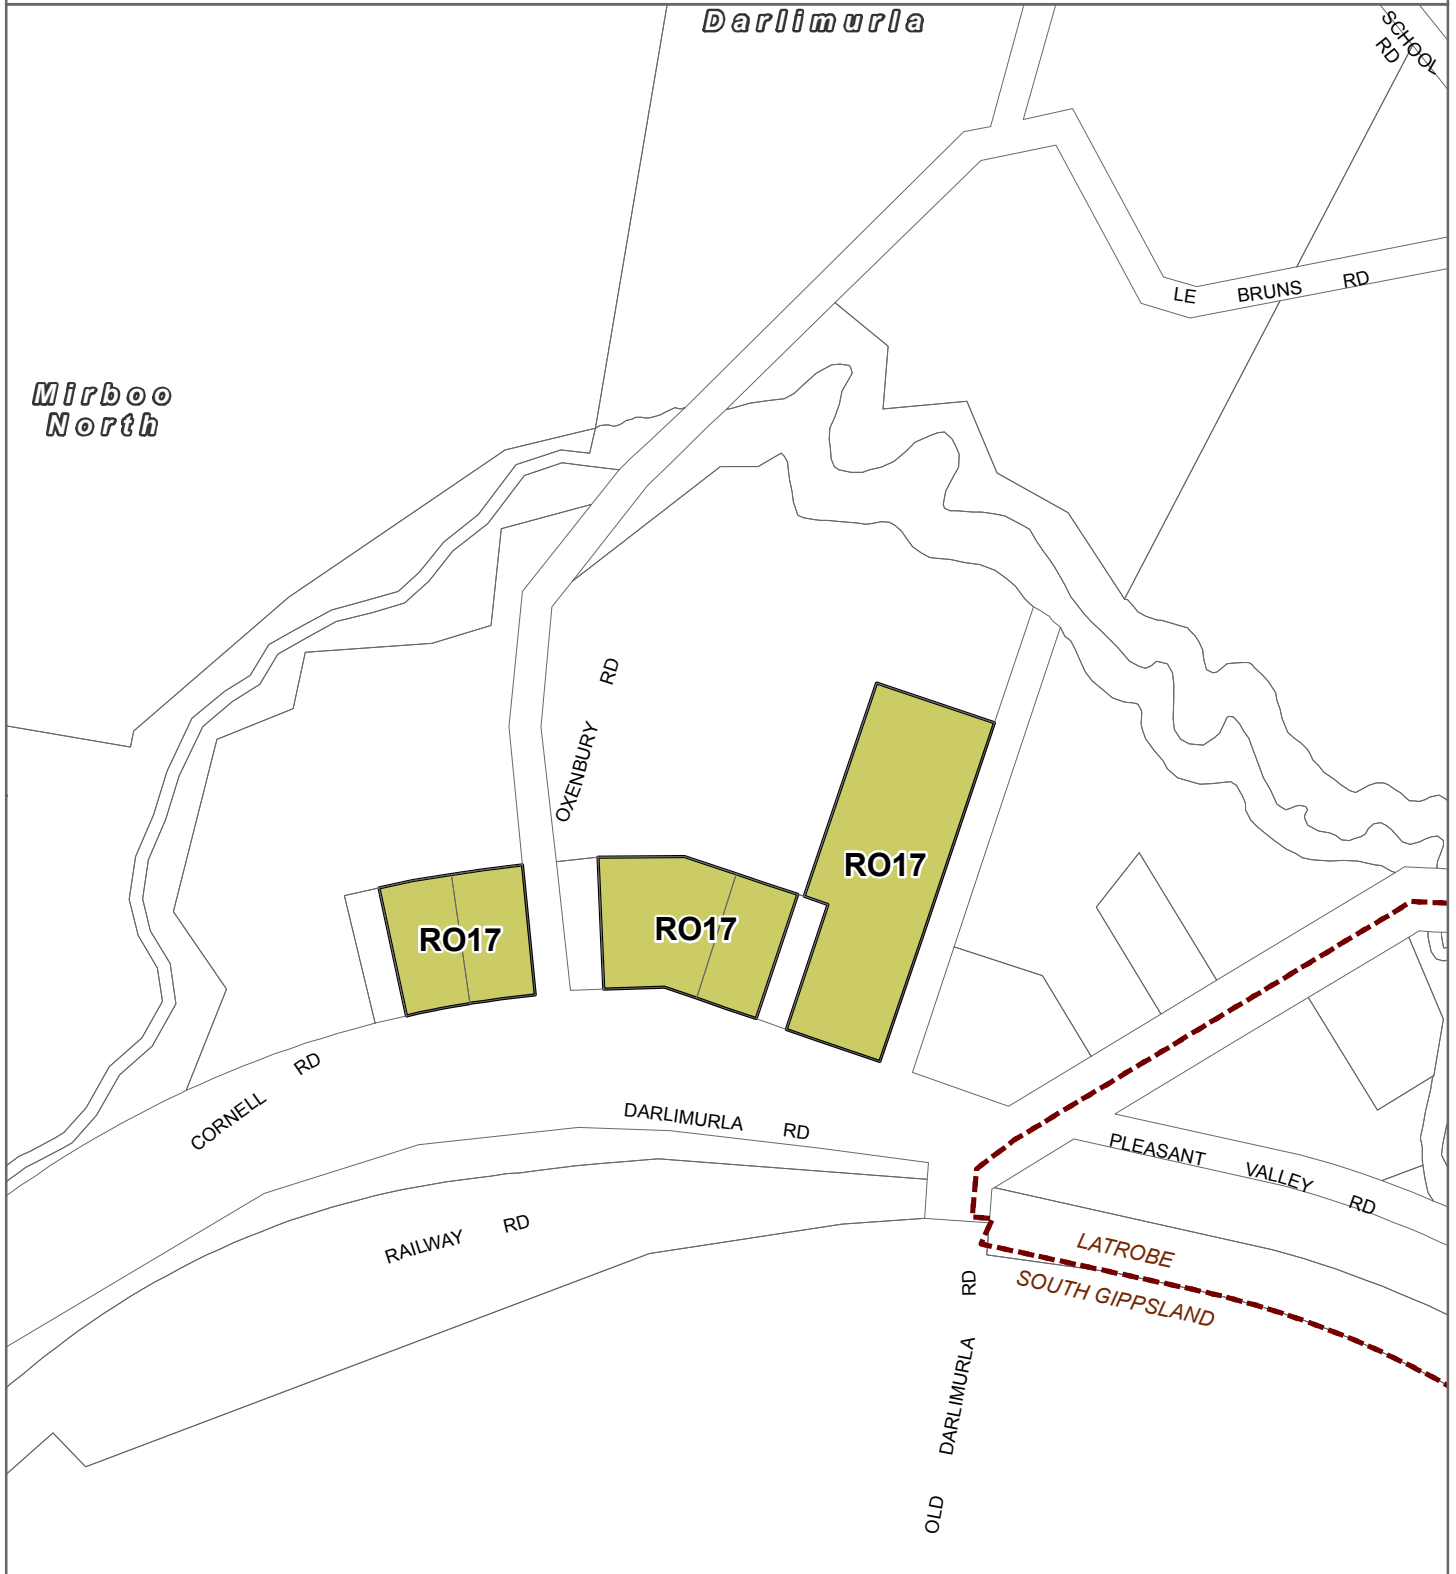 Darlimurla
SCHOOL
RD
LE BRUNS RD
Mirboo
North
OXENBURY RD
RO17
RO17
RO17
CORNELL RD
DARLIMURLA RD
PLEASANT VALLEY RD
RAILWAY RD
LATROBE
SOUTH GIPPSLAND
OLD DARLIMURLA RD